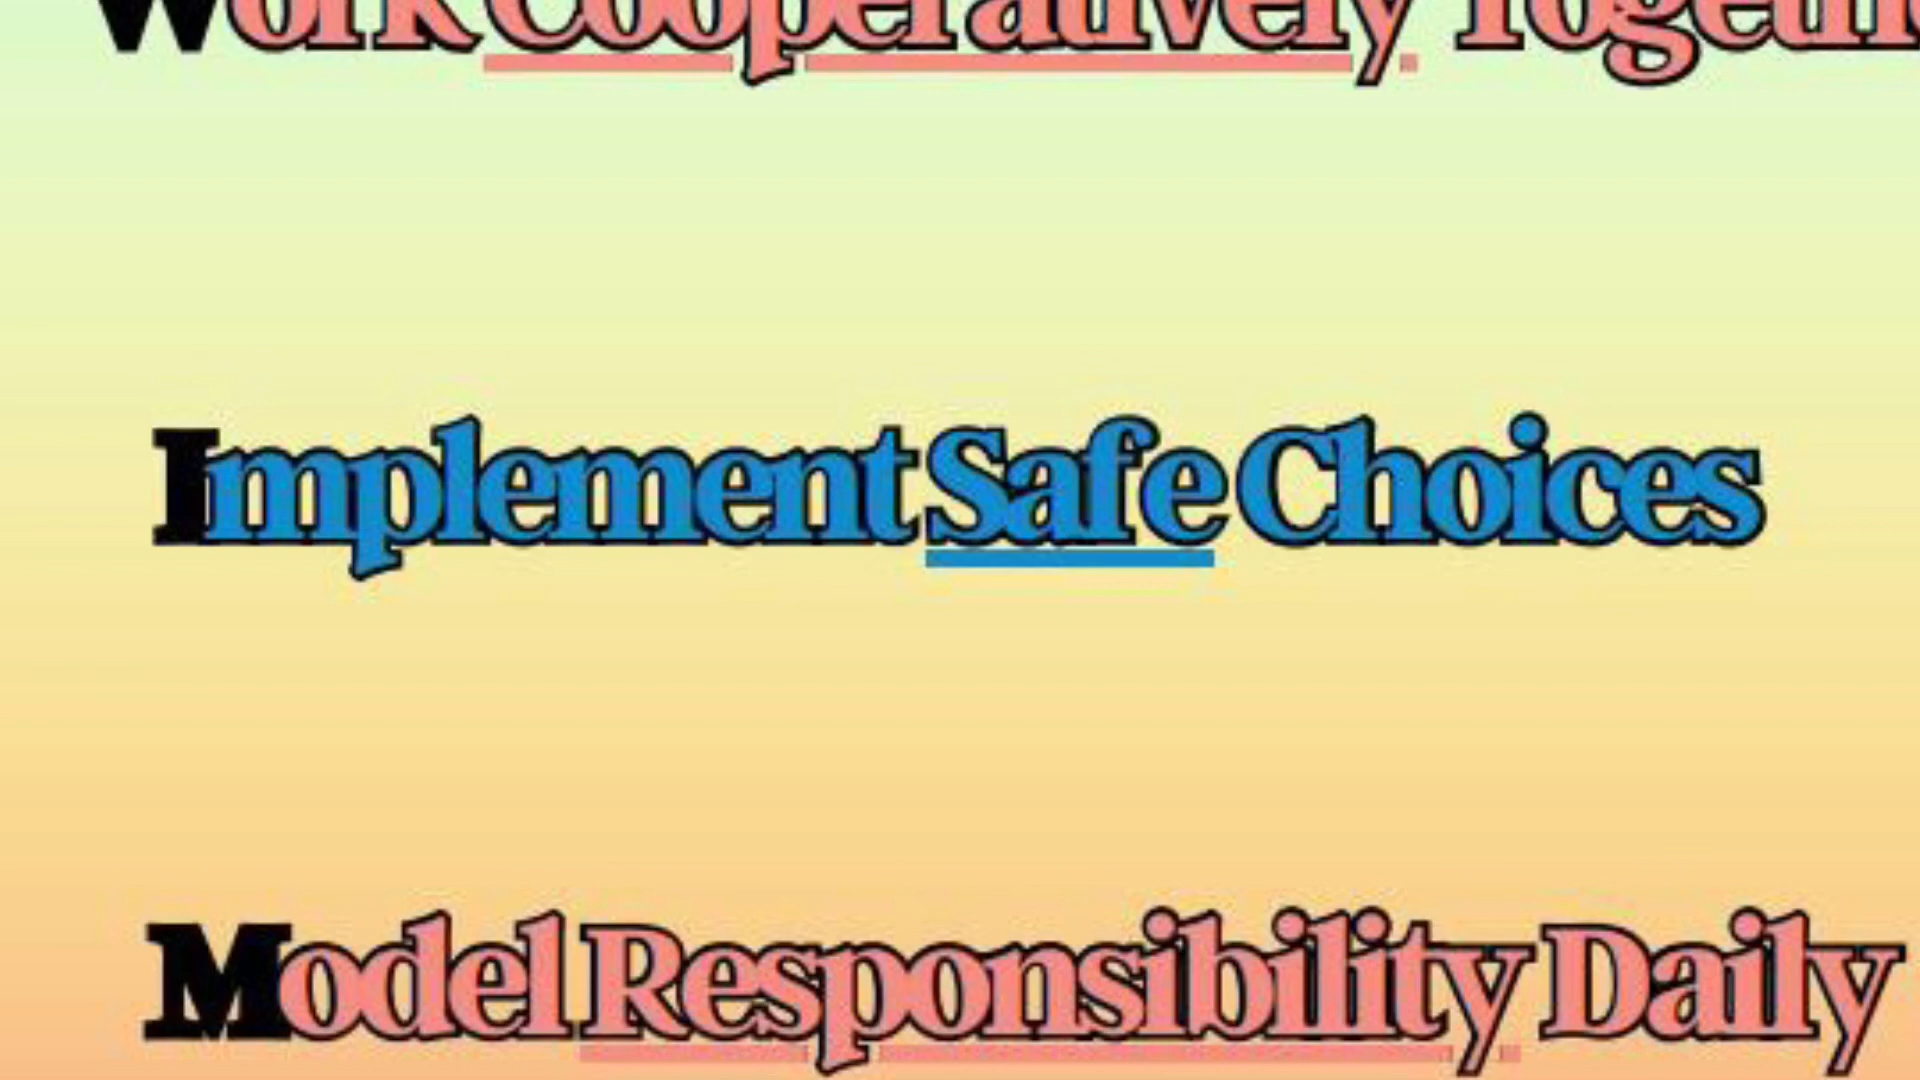 Work Cooperatively
Implement Safe Choices
Model Responsibility Daily